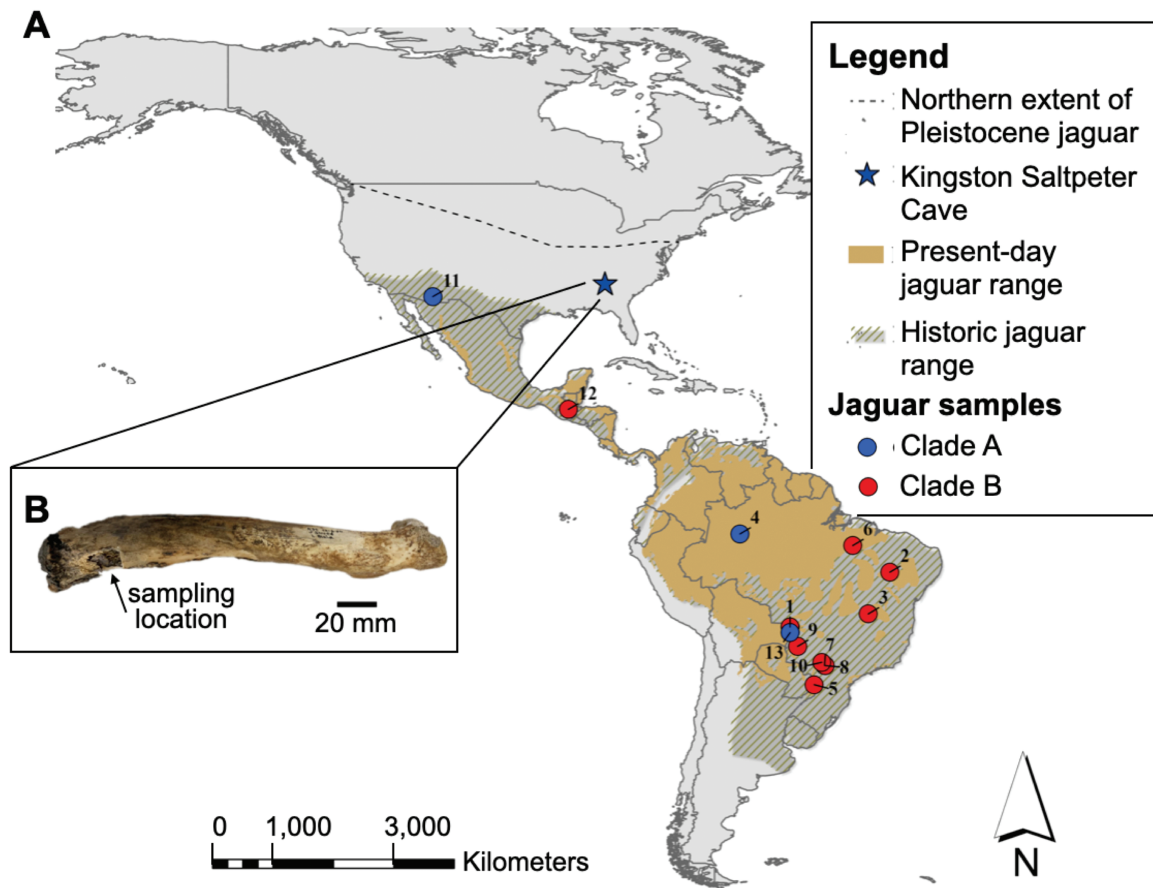 A
Legend
Northern extent of
Pleistocene jaguar
Kingston Saltpeter
Cave
Present-day
jaguar range
Historic jaguar
range
Jaguar samples
Clade A
Clade B
11
12
4
6
2
3
1
9
13
7
10
8
5
B
sampling
location
20 mm
0 1,000 3,000
Kilometers
N